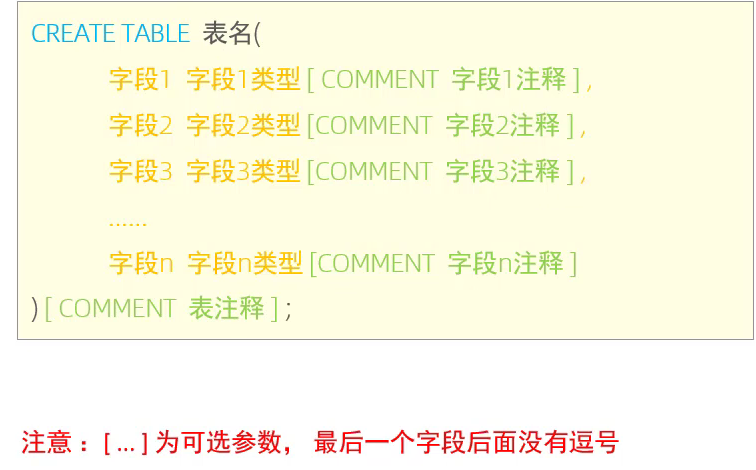 CREATE TABLE 表名(
字段1 字段1类型[ COMMENT 字段1注释 ] ,
字段2 字段2类型[COMMENT 字段2注释 ] ,
字段3 字段3类型[COMMENT 字段3注释 ] ,
......
字段n 字段n类型[COMMENT 字段n注释 ]
)[ COMMENT 表注释 ] ;
注意：[ ... ] 为可选参数， 最后一个字段后面没有逗号